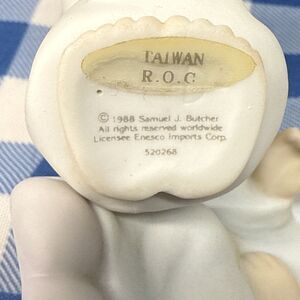 TAIWAN
R.O.C
© 1988 Samuel J. Butcher
All rights reserved worldwide
Licensee Enesco Imports Corp.
520268